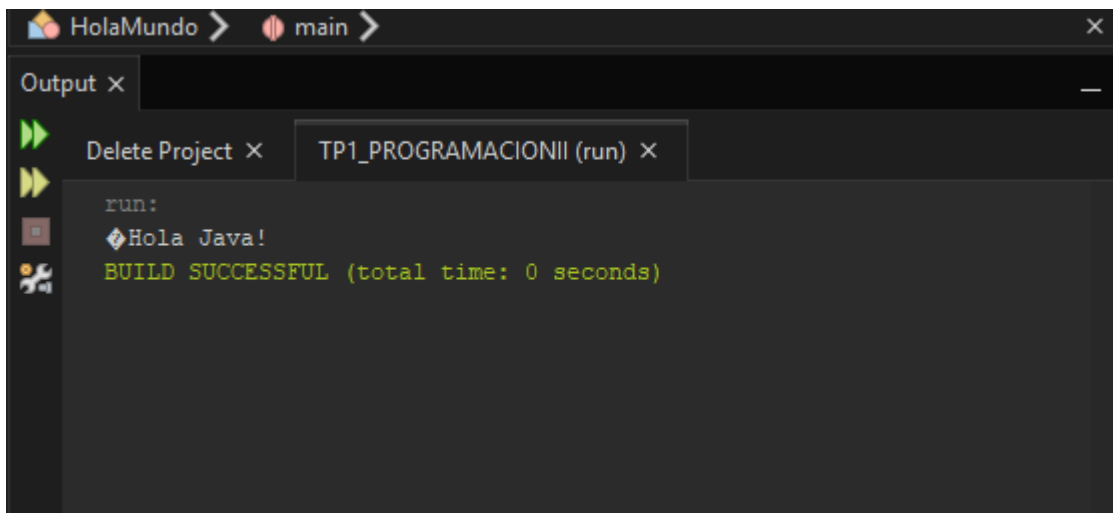 HolaMundo main
Output
Delete Project TP1_PROGRAMACIONII (run)
run:
�Hola Java!
BUILD SUCCESSFUL (total time: 0 seconds)